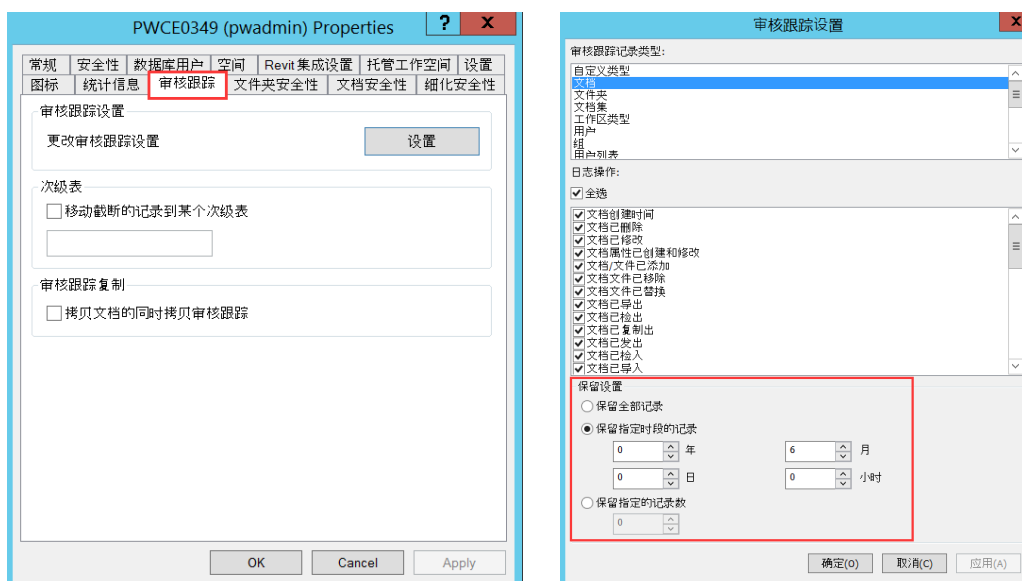 PWCE0349 (pwadmin) Properties
?
x
常规 安全性 数据库用户 空间 Revit 集成设置 托管工作空间 设置
图标 统计信息 审核跟踪 文件夹安全性 文档安全性 细化安全性
审核跟踪设置
更改审核跟踪设置
设置
次级表
移动截断的记录到某个次级表
审核跟踪复制
拷贝文档的同时拷贝审核跟踪
OK Cancel Apply
审核跟踪设置
x
审核跟踪记录类型:
自定义类型
文档
文件夹
文档集
工作区类型
用户
组
用户列表
日志操作:
全选
文档创建时间
文档已删除
文档已修改
文档属性已创建和修改
文档/文件已添加
文档文件已移除
文档文件已替换
文档已导出
文档已检出
文档已复制出
文档已发出
文档已检入
文档已导入
保留设置
保留全部记录
保留指定时段的记录
0 年 6 月
0 日 0 小时
保留指定的记录数
0
确定(O) 取消(C) 应用(A)